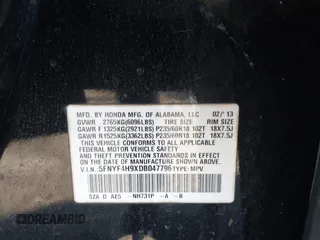 MFD. BY HONDA MFG. OF ALABAMA, LLC 02/13
GVWR 2765KG(6096LBS) TIRE SIZE RIM SIZE
GAWR F 1325KG(2921LBS) P235/60R18 102T 18X7.5J
GAWR R 1525KG(3362LBS) P235/60R18 102T 18X7.5J
THIS VEHICLE CONFORMS TO ALL APPLICABLE
FEDERAL MOTOR VEHICLE SAFETY AND THEFT
PREVENTION STANDARDS IN EFFECT ON THE DATE
OF MANUFACTURE SHOWN ABOVE.
V.I.N.: 5FNYF4H9XDB047796 TYPE: MPV
SZA D AE5 NH731P -A -B